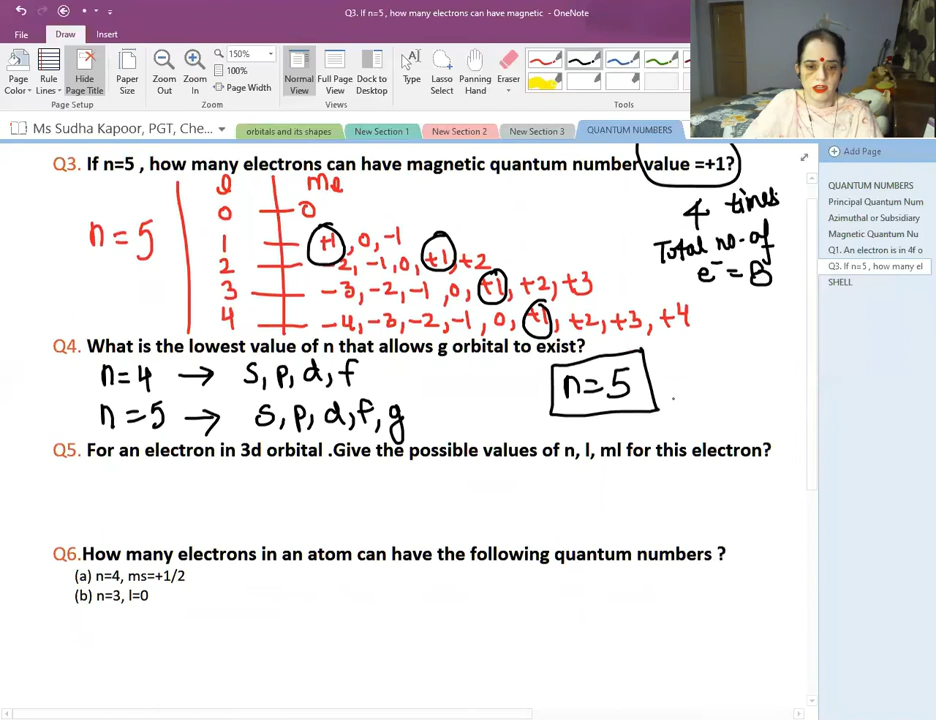 Q3. If n=5 , how many electrons can have magnetic - OneNote
File Draw Insert
Page Color Rule Lines Hide Page Title Paper Size Zoom Out Zoom In 150% 100% Page Width Normal View Full Page View Dock to Desktop Type Lasso Select Panning Hand Eraser
Page Setup Zoom Views Tools
Ms Sudha Kapoor, PGT, Che... orbitals and its shapes New Section 1 New Section 2 New Section 3 QUANTUM NUMBERS
Add Page
QUANTUM NUMBERS
Principal Quantum Num
Azimuthal or Subsidiary
Magnetic Quantum Nu
Q1. An electron is in 4f o
Q3. If n=5 , how many el
SHELL
Q3. If n=5 , how many electrons can have magnetic quantum number value =+1?
l ml
n = 5
0 0
1 +1, 0, -1
2 -2, -1, 0, +1, +2
3 -3, -2, -1, 0, +1, +2, +3
4 -4, -3, -2, -1, 0, +1, +2, +3, +4
4 times
Total no. of
e- = 8
Q4. What is the lowest value of n that allows g orbital to exist?
n=4 → s, p, d, f
n=5 → s, p, d, f, g
n=5
Q5. For an electron in 3d orbital .Give the possible values of n, l, ml for this electron?
Q6.How many electrons in an atom can have the following quantum numbers ?
(a) n=4, ms=+1/2
(b) n=3, l=0